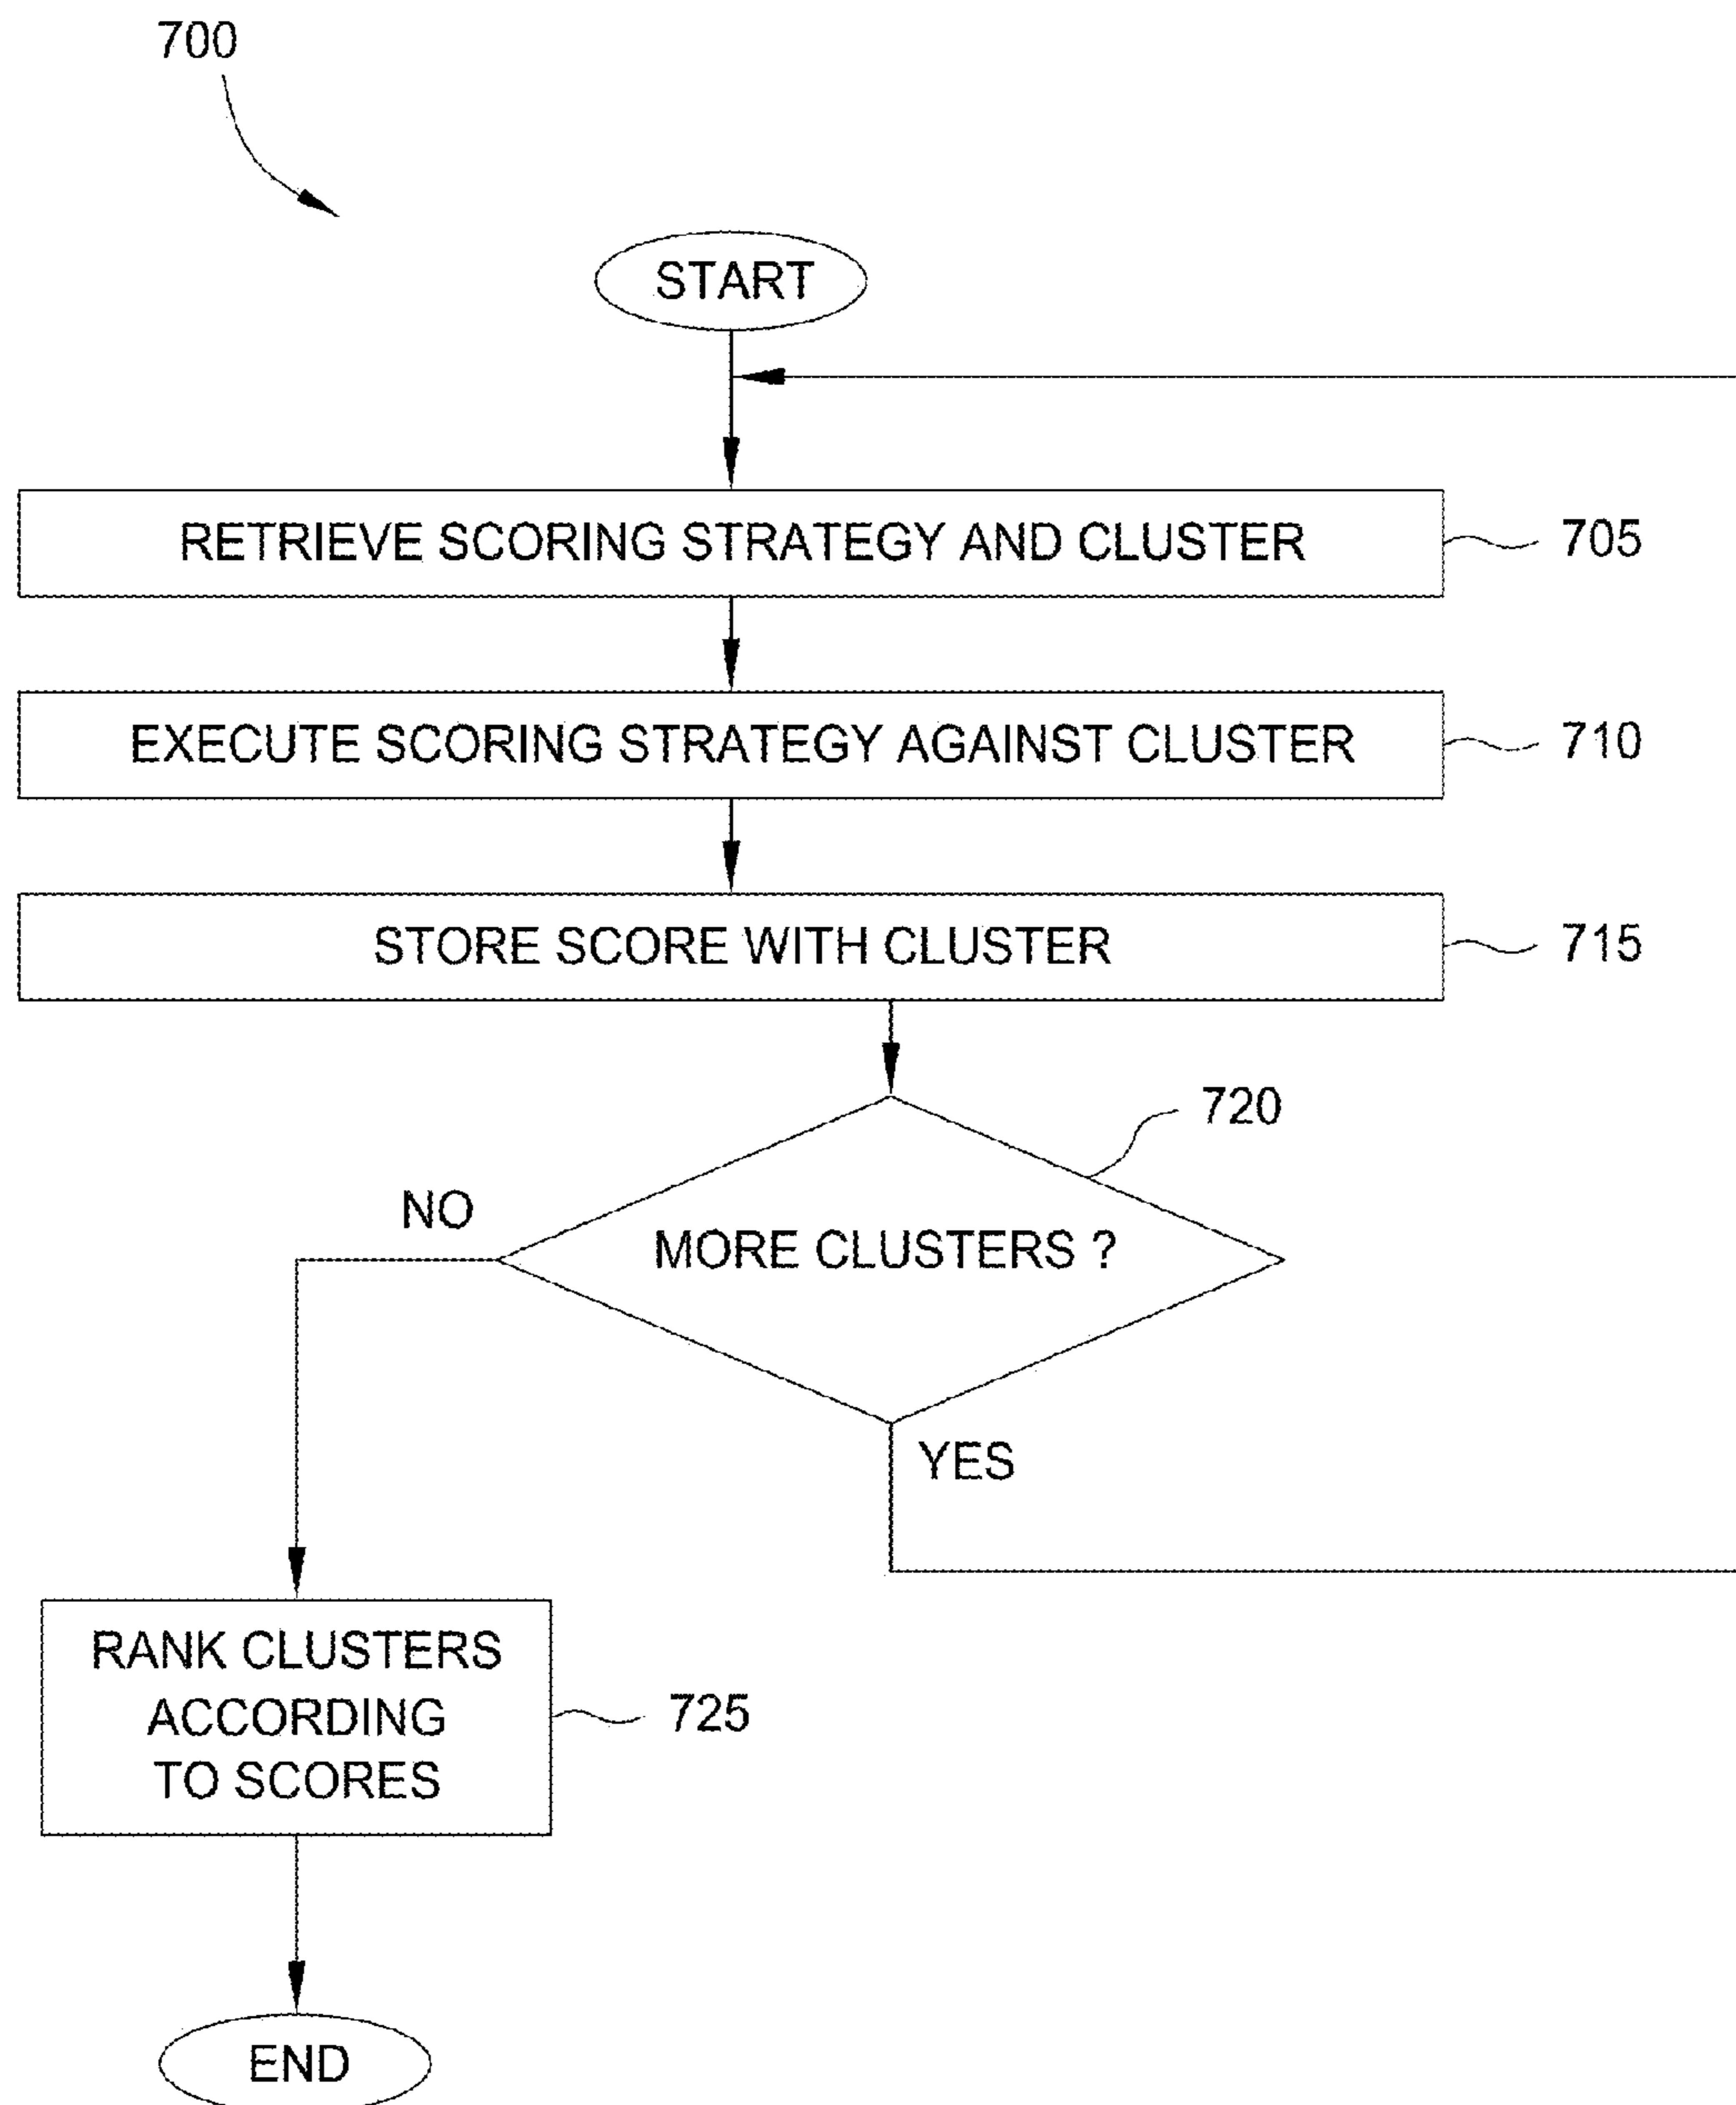 700
START
RETRIEVE SCORING STRATEGY AND CLUSTER
705
EXECUTE SCORING STRATEGY AGAINST CLUSTER
710
STORE SCORE WITH CLUSTER
715
720
NO
MORE CLUSTERS ?
YES
RANK CLUSTERS
ACCORDING
TO SCORES
725
END